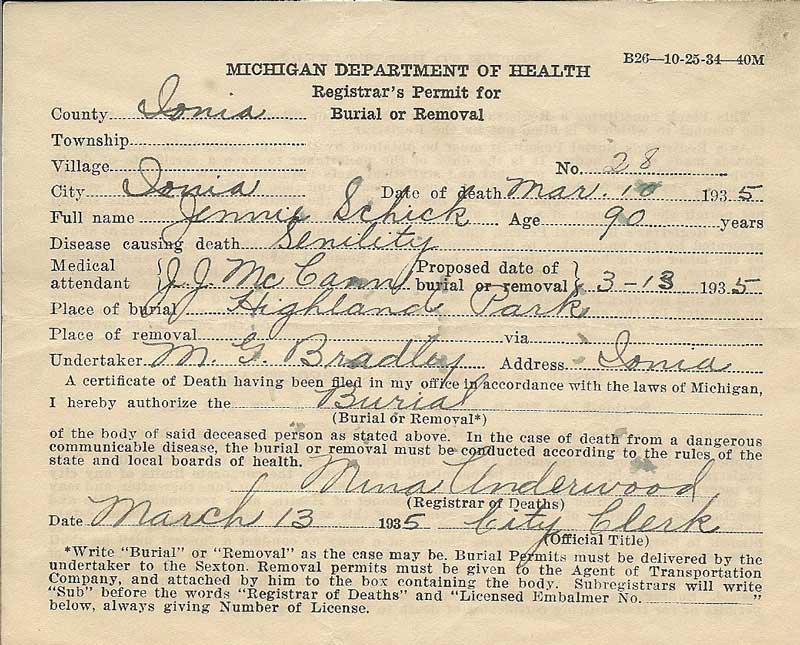 B26—10-25-34—40M
MICHIGAN DEPARTMENT OF HEALTH
Registrar's Permit for
County Ionia Burial or Removal
Township
Village No. 28
City Ionia Date of death Mar. 10 1935
Full name Jennie Schick Age 90 years
Disease causing death Senility
Medical attendant J. J. McCann Proposed date of burial or removal 3-13 1935
Place of burial Highland Park
Place of removal via
Undertaker M. G. Bradley Address Ionia
A certificate of Death having been filed in my office in accordance with the laws of Michigan,
I hereby authorize the Burial
(Burial or Removal*)
of the body of said deceased person as stated above. In the case of death from a dangerous
communicable disease, the burial or removal must be conducted according to the rules of the
state and local boards of health.
Mina Underwood
(Registrar of Deaths)
Date March 13 1935 City Clerk
(Official Title)
*Write "Burial" or "Removal" as the case may be. Burial Permits must be delivered by the
undertaker to the Sexton. Removal permits must be given to the Agent of Transportation
Company, and attached by him to the box containing the body. Subregistrars will write
"Sub" before the words "Registrar of Deaths" and "Licensed Embalmer No. "
below, always giving Number of License.